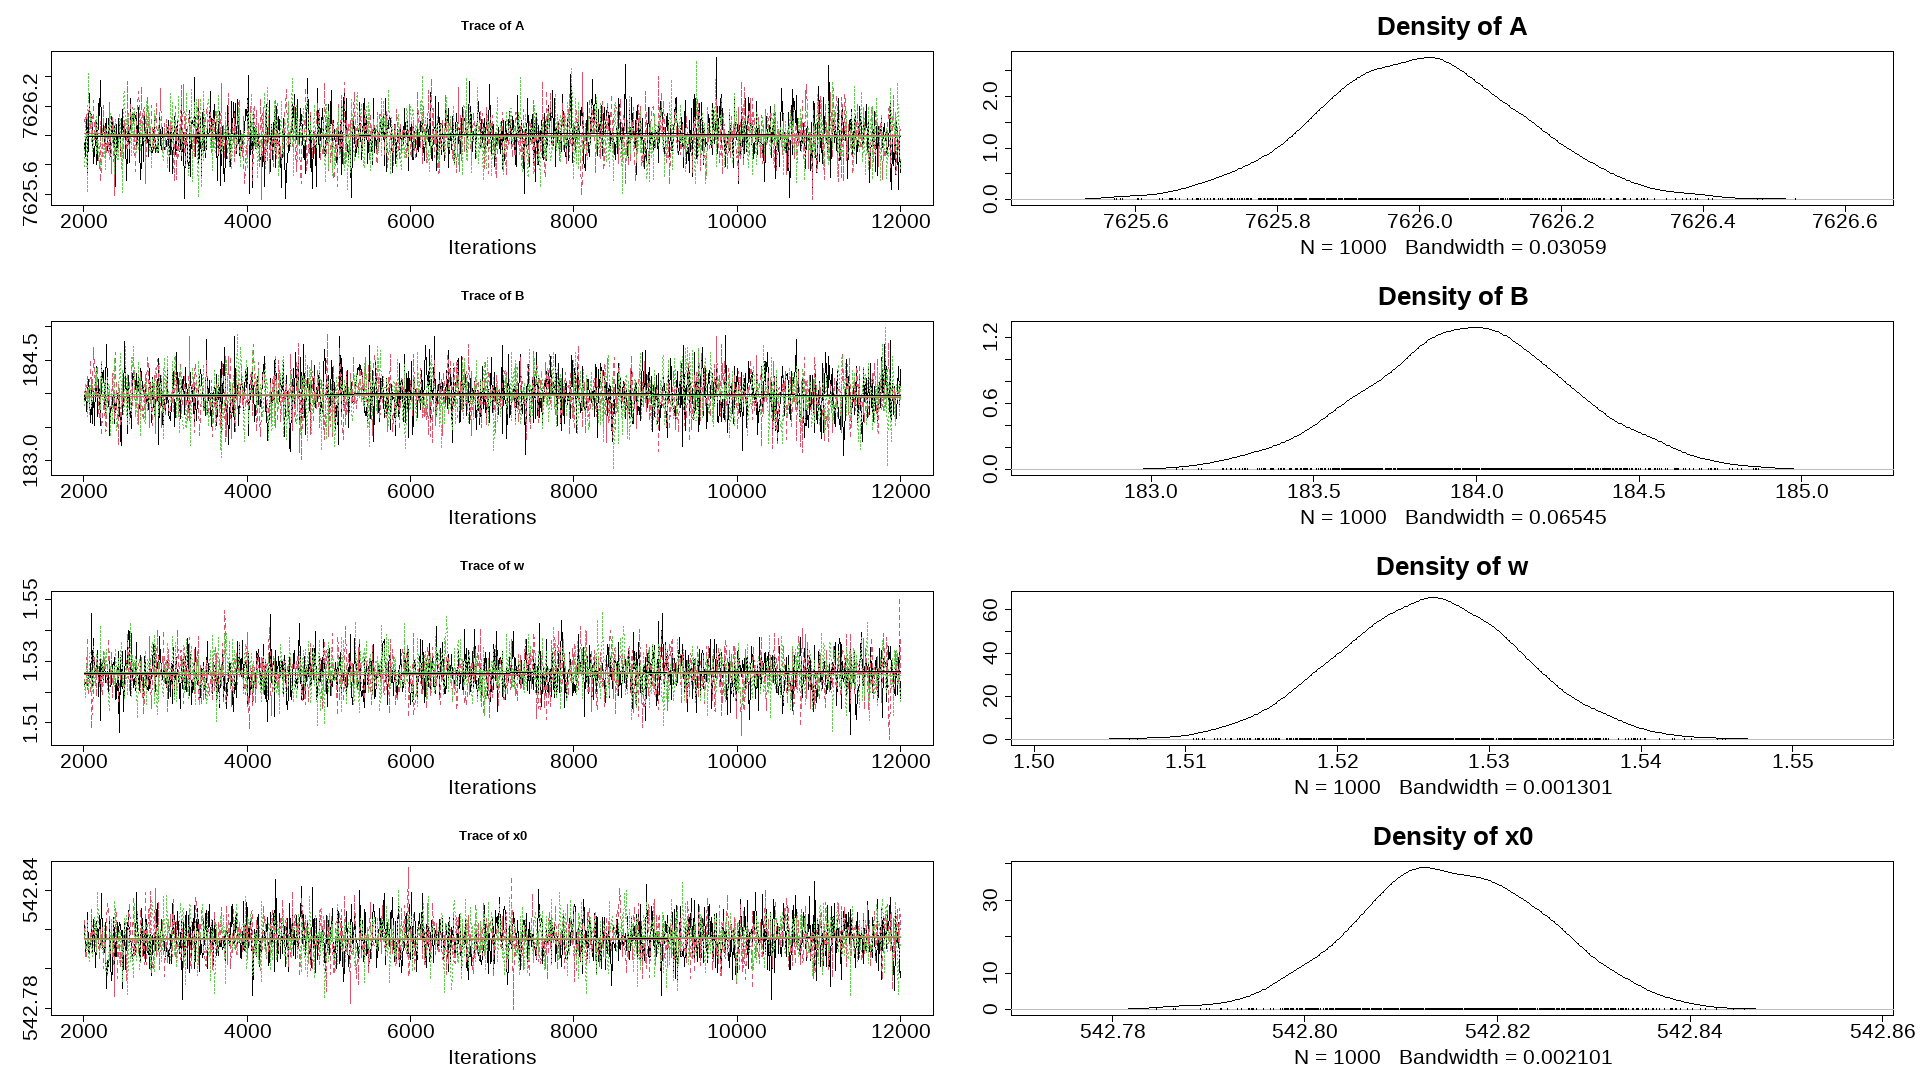 Trace of A
7625.6 7626.2
2000 4000 6000 8000 10000 12000
Iterations
Density of A
0.0 1.0 2.0
7625.6 7625.8 7626.0 7626.2 7626.4 7626.6
N = 1000 Bandwidth = 0.03059
Trace of B
183.0 184.5
2000 4000 6000 8000 10000 12000
Iterations
Density of B
0.0 0.6 1.2
183.0 183.5 184.0 184.5 185.0
N = 1000 Bandwidth = 0.06545
Trace of w
1.51 1.53 1.55
2000 4000 6000 8000 10000 12000
Iterations
Density of w
0 20 40 60
1.50 1.51 1.52 1.53 1.54 1.55
N = 1000 Bandwidth = 0.001301
Trace of x0
542.78 542.84
2000 4000 6000 8000 10000 12000
Iterations
Density of x0
0 10 30
542.78 542.80 542.82 542.84 542.86
N = 1000 Bandwidth = 0.002101